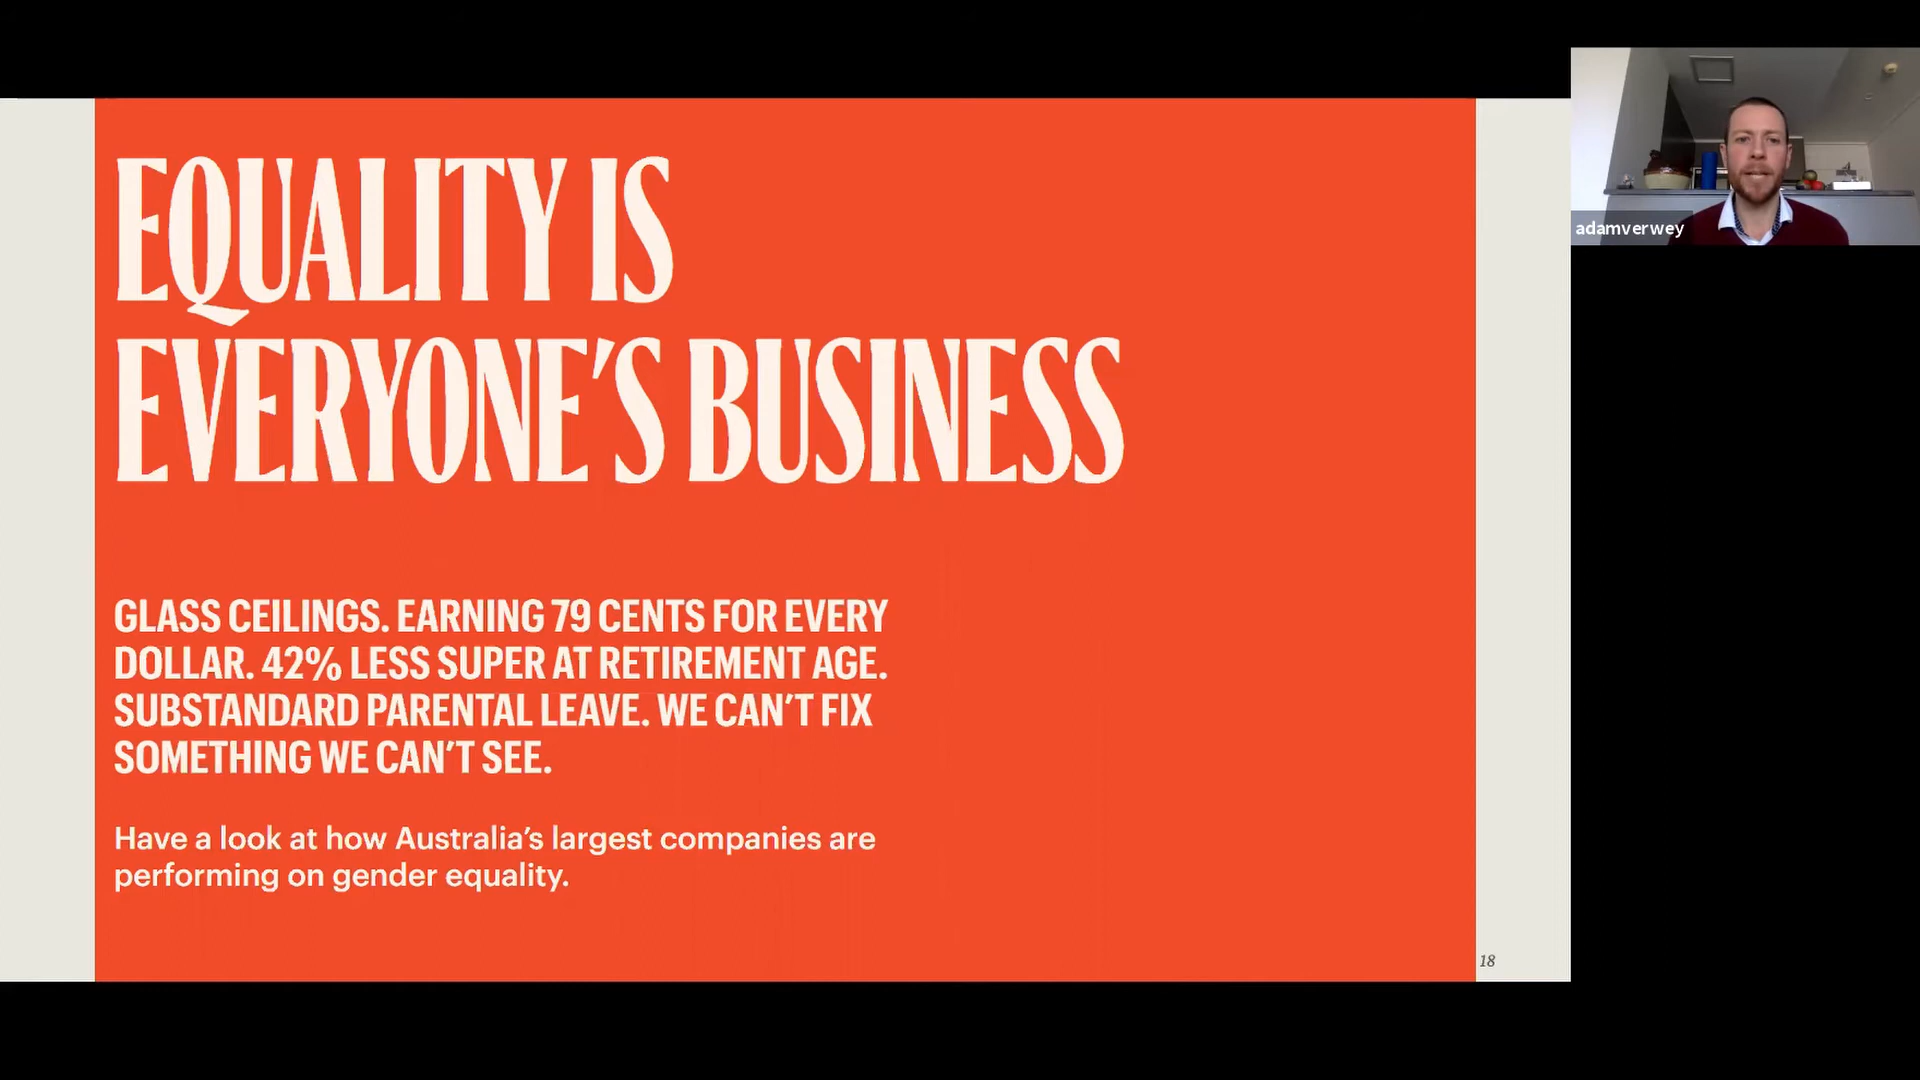 EQUALITY IS
EVERYONE'S BUSINESS
GLASS CEILINGS. EARNING 79 CENTS FOR EVERY
DOLLAR. 42% LESS SUPER AT RETIREMENT AGE.
SUBSTANDARD PARENTAL LEAVE. WE CAN'T FIX
SOMETHING WE CAN'T SEE.
Have a look at how Australia's largest companies are
performing on gender equality.
18
adamverwey